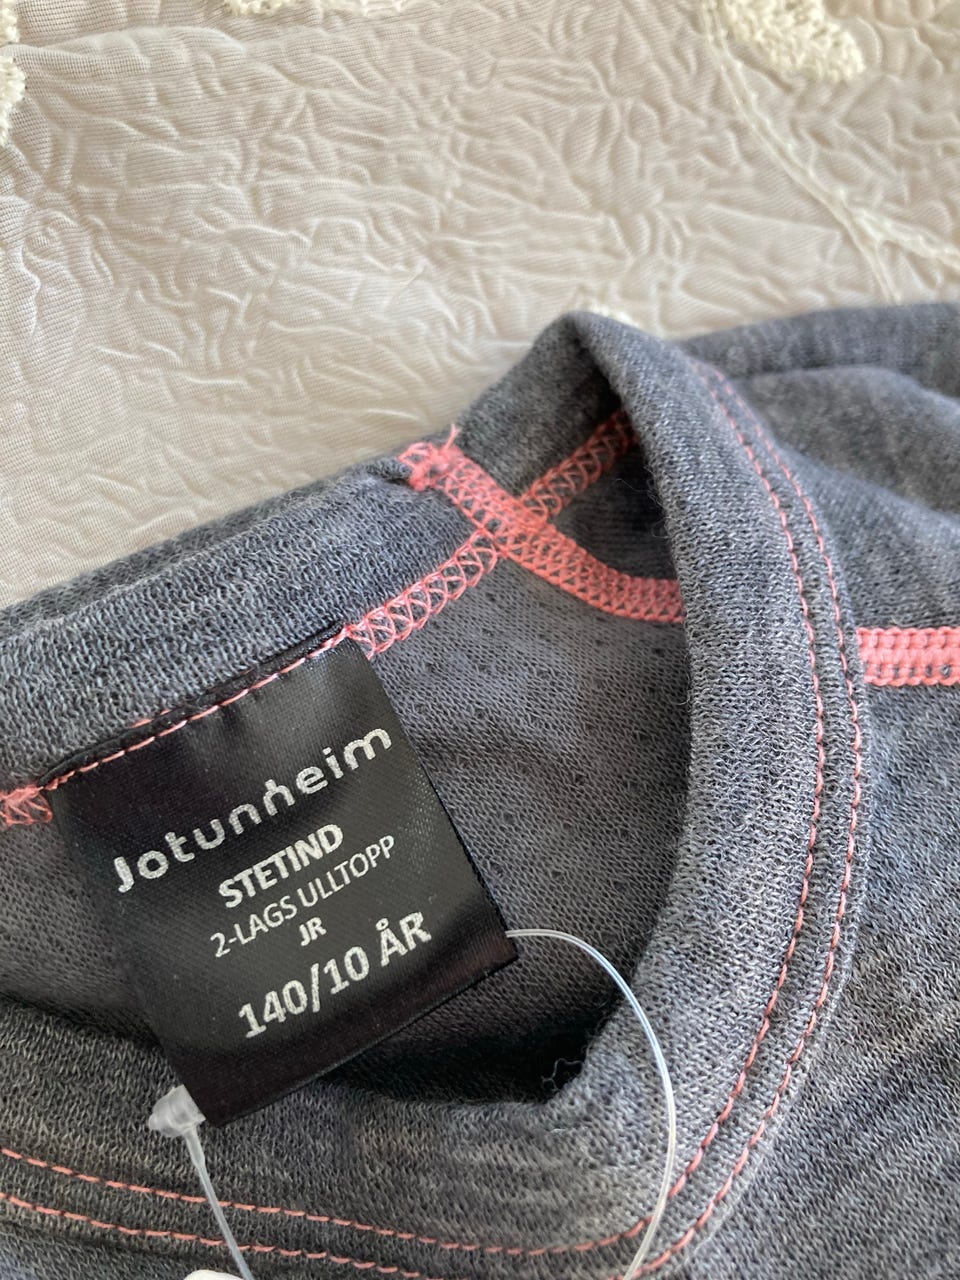 Jotunheim
STETIND
2-LAGS ULLTOPP
JR
140/10 ÅR